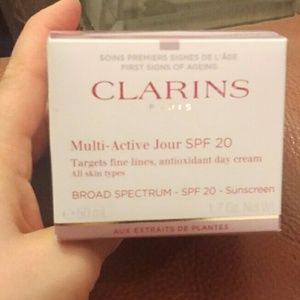 SOINS PREMIERS SIGNES DE L'ÂGE
FIRST SIGNS OF AGEING
CLARINS
PARIS
Multi-Active Jour SPF 20
Targets fine lines, antioxidant day cream
All skin types
BROAD SPECTRUM - SPF 20 - Sunscreen
e 50 mL 1.7 Oz. Net Wt.
AUX EXTRAITS DE PLANTES